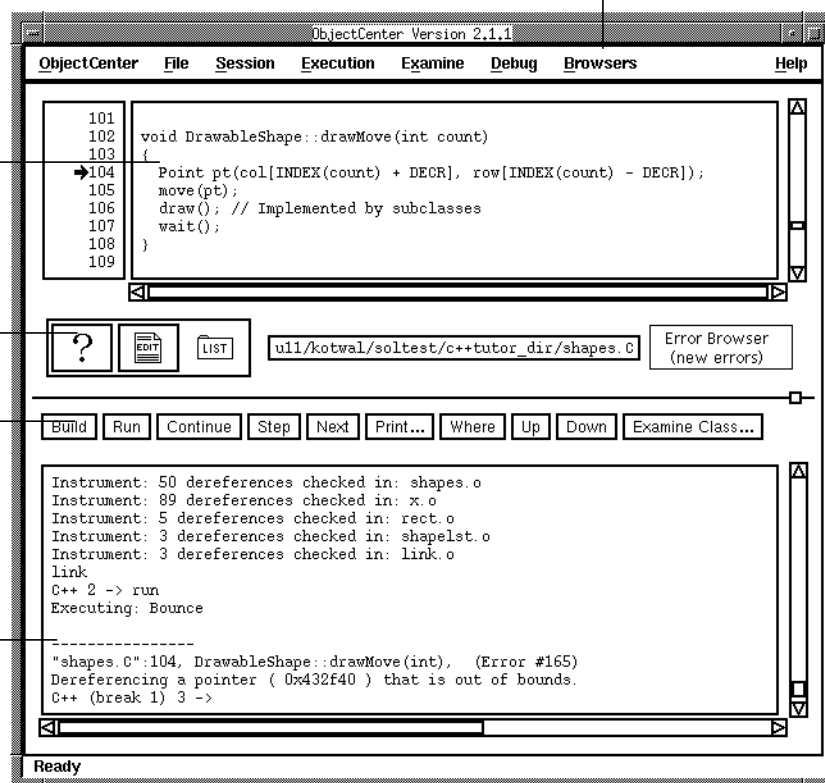 ObjectCenter Version 2.1.1
ObjectCenter File Session Execution Examine Debug Browsers Help
101
102 void DrawableShape::drawMove(int count)
103 {
104 Point pt(col[INDEX(count) + DECR], row[INDEX(count) - DECR]);
105 move(pt);
106 draw(); // Implemented by subclasses
107 wait();
108 }
109
? EDIT LIST u11/kotwal/soltest/c++tutor_dir/shapes.C Error Browser
(new errors)
Build Run Continue Step Next Print... Where Up Down Examine Class...
Instrument: 50 dereferences checked in: shapes.o
Instrument: 89 dereferences checked in: x.o
Instrument: 5 dereferences checked in: rect.o
Instrument: 3 dereferences checked in: shapelst.o
Instrument: 3 dereferences checked in: link.o
link
C++ 2 -> run
Executing: Bounce
----------------
"shapes.C":104, DrawableShape::drawMove(int), (Error #165)
Dereferencing a pointer ( 0x432f40 ) that is out of bounds.
C++ (break 1) 3 ->
Ready